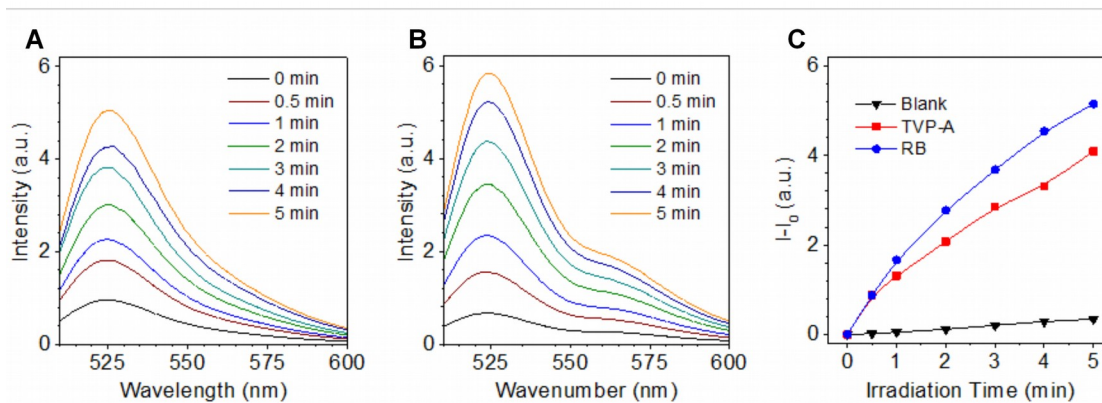 A
Intensity (a.u.)
6
4
2
0
0 min
0.5 min
1 min
2 min
3 min
4 min
5 min
525
550
575
600
Wavelength (nm)
B
Intensity (a.u.)
6
4
2
0
0 min
0.5 min
1 min
2 min
3 min
4 min
5 min
525
550
575
600
Wavenumber (nm)
C
I-I₀ (a.u.)
6
4
2
0
Blank
TVP-A
RB
0
1
2
3
4
5
Irradiation Time (min)